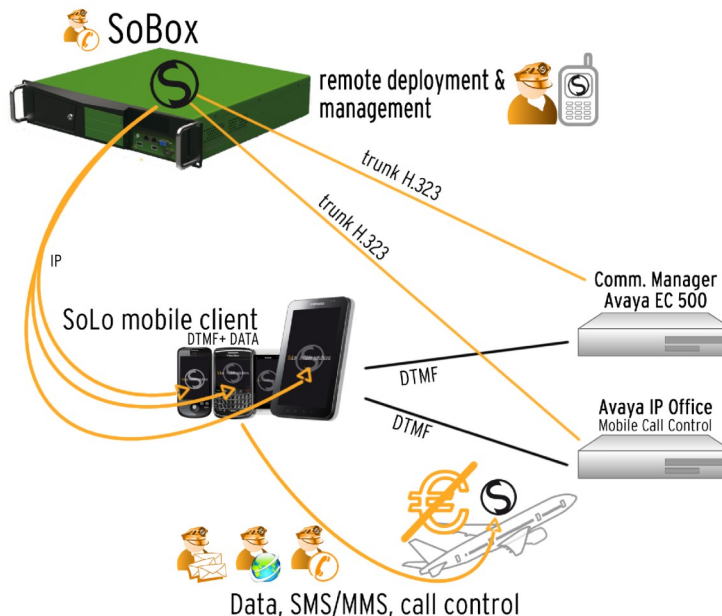 SoBox
remote deployment &
management
trunk H.323
trunk H.323
IP
Comm. Manager
Avaya EC 500
SoLo mobile client
DTMF+ DATA
DTMF
Avaya IP Office
Mobile Call Control
DTMF
€
Data, SMS/MMS, call control